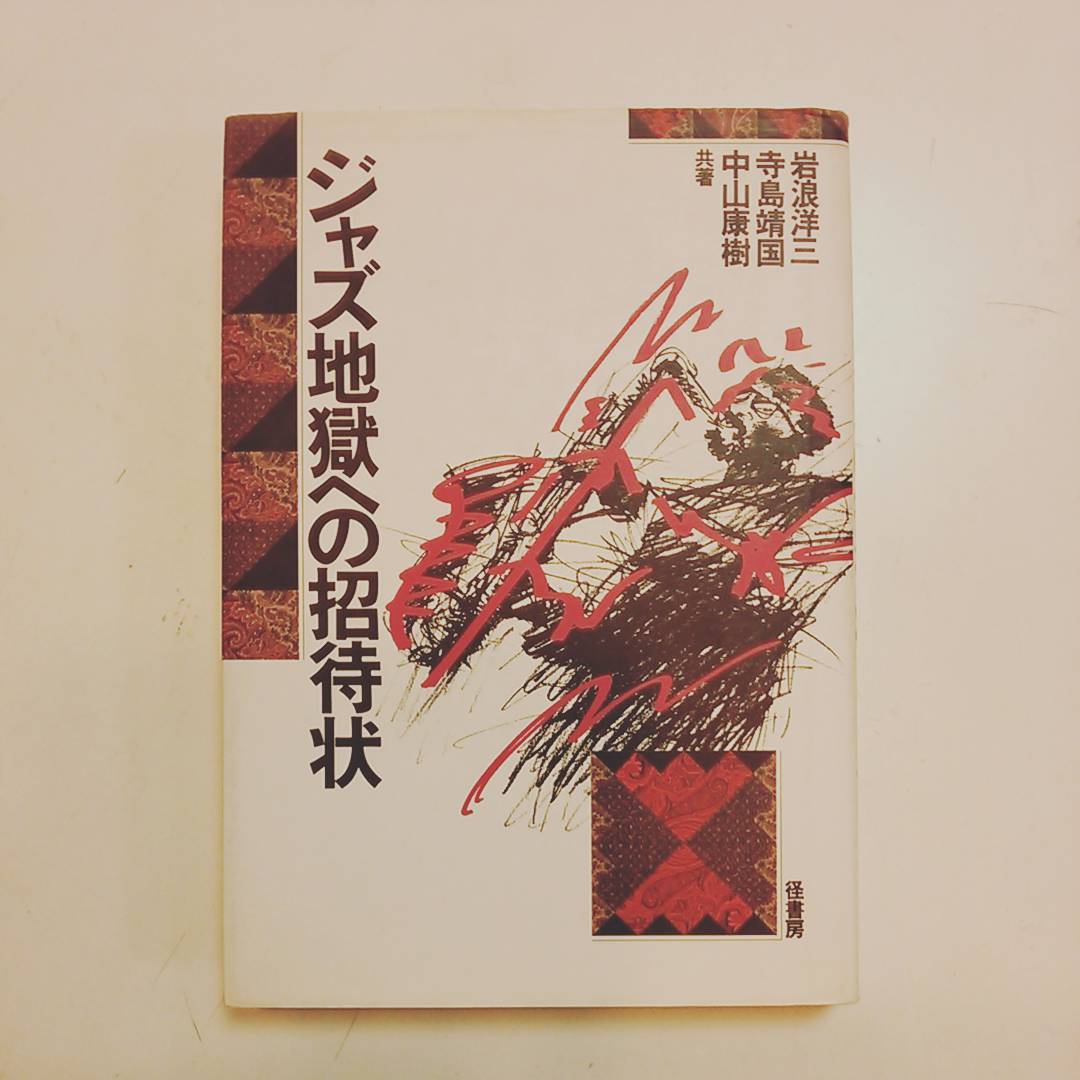 岩浪洋三
寺島靖国
中山康樹
共著
ジャズ地獄への招待状
径書房